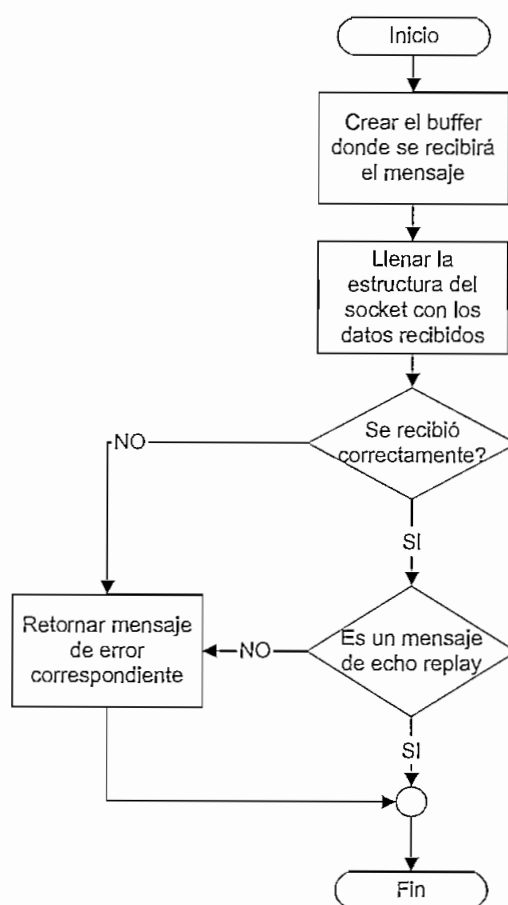 Inicio
Crear el buffer
donde se recibirá
el mensaje
Llenar la
estructura del
socket con los
datos recibidos
Se recibió
correctamente?
NO
SI
Retornar mensaje
de error
correspondiente
NO
Es un mensaje
de echo replay
SI
Fin